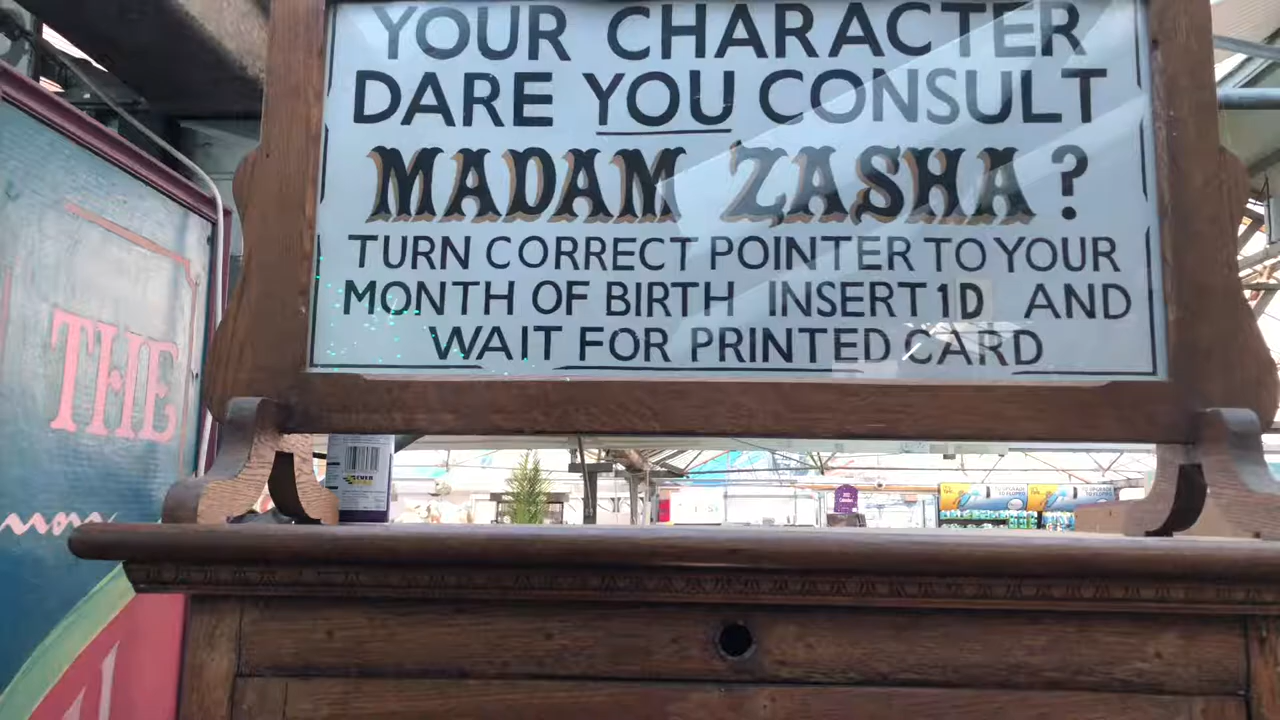 YOUR CHARACTER
DARE YOU CONSULT
MADAM ZASHA?
TURN CORRECT POINTER TO YOUR
MONTH OF BIRTH INSERT 1D AND
WAIT FOR PRINTED CARD
THE